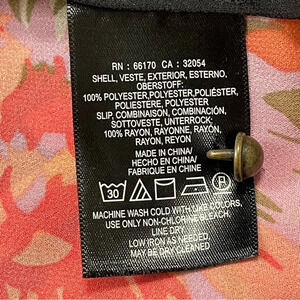 RN : 66170 CA : 32054
SHELL, VESTE, EXTERIOR, ESTERNO,
OBERSTOFF:
100% POLYESTER,POLYESTER,POLIÉSTER,
POLIESTERE, POLYESTER
SLIP, COMBINAISON, COMBINACIÓN,
SOTTOVESTE, UNTERROCK:
100% RAYON, RAYONNE, RAYÓN,
RAYON, REYON
MADE IN CHINA/
HECHO EN CHINA/
FABRIQUE EN CHINE
30
MACHINE WASH COLD WITH LIKE COLORS,
USE ONLY NON-CHLORINE BLEACH,
LINE DRY,
LOW IRON AS NEEDED,
MAY DRY CLEAN